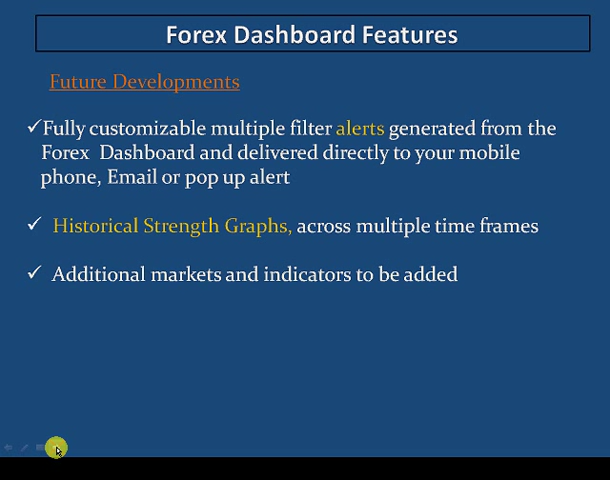 Forex Dashboard Features
Future Developments
✓Fully customizable multiple filter alerts generated from the
Forex Dashboard and delivered directly to your mobile
phone, Email or pop up alert
✓ Historical Strength Graphs, across multiple time frames
✓ Additional markets and indicators to be added